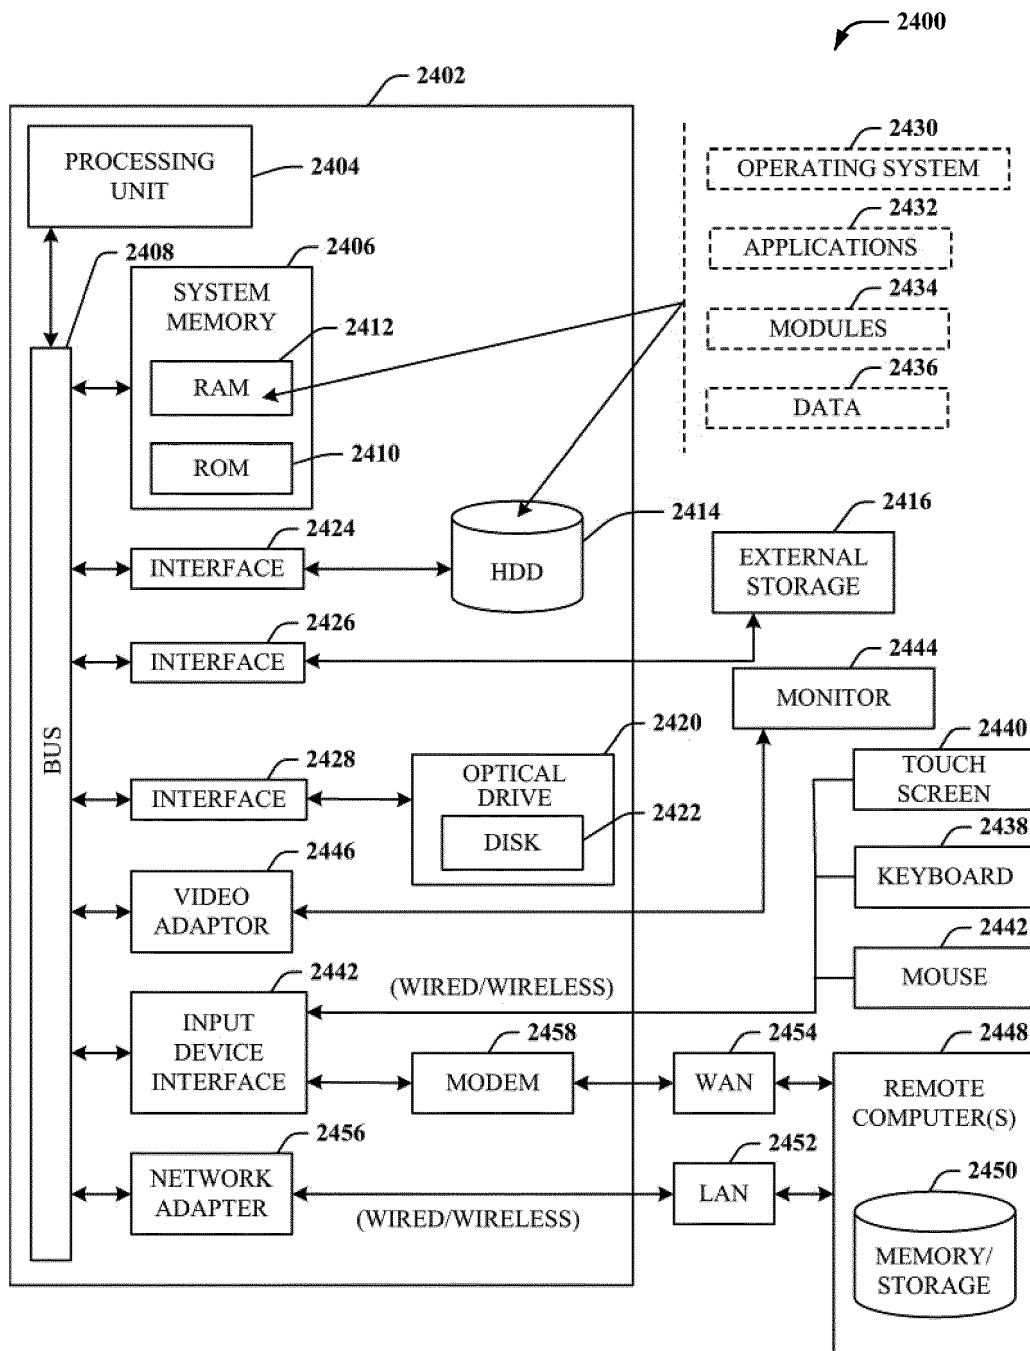 2400
2402
PROCESSING
UNIT
2404
2430
OPERATING SYSTEM
2432
APPLICATIONS
2434
MODULES
2436
DATA
2408
2406
SYSTEM
MEMORY
2412
RAM
2410
ROM
2424
INTERFACE
2414
HDD
2416
EXTERNAL
STORAGE
2426
INTERFACE
2444
MONITOR
BUS
2428
INTERFACE
2420
OPTICAL
DRIVE
2422
DISK
2440
TOUCH
SCREEN
2438
KEYBOARD
2442
MOUSE
2446
VIDEO
ADAPTOR
2442
INPUT
DEVICE
INTERFACE
(WIRED/WIRELESS)
2458
MODEM
2454
WAN
2448
REMOTE
COMPUTER(S)
2456
NETWORK
ADAPTER
(WIRED/WIRELESS)
2452
LAN
2450
MEMORY/
STORAGE